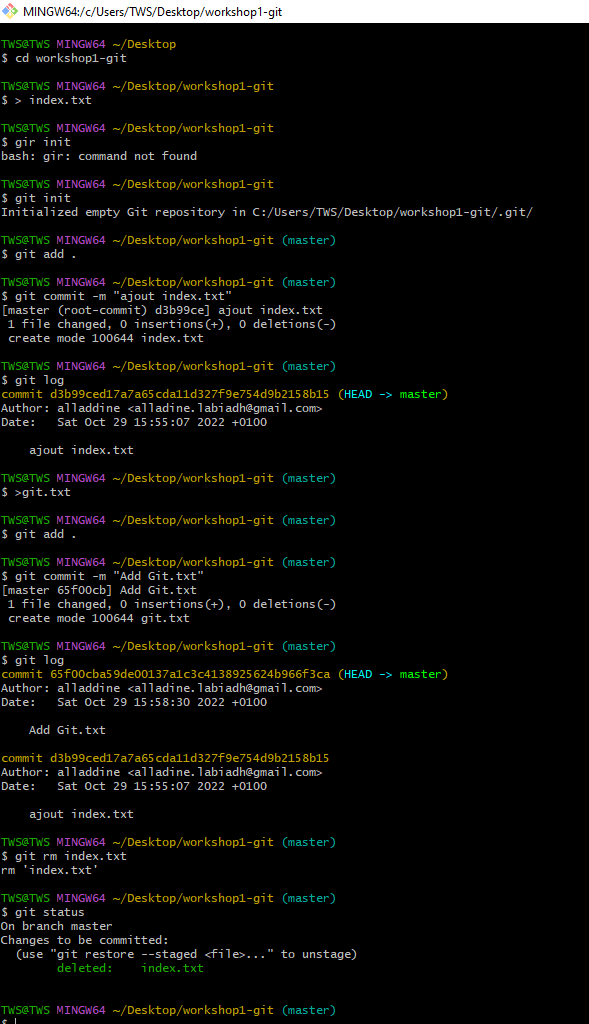 MINGW64:/c/Users/TWS/Desktop/workshop1-git
TWS@TWS MINGW64 ~/Desktop
$ cd workshop1-git
TWS@TWS MINGW64 ~/Desktop/workshop1-git
$ > index.txt
TWS@TWS MINGW64 ~/Desktop/workshop1-git
$ gir init
bash: gir: command not found
TWS@TWS MINGW64 ~/Desktop/workshop1-git
$ git init
Initialized empty Git repository in C:/Users/TWS/Desktop/workshop1-git/.git/
TWS@TWS MINGW64 ~/Desktop/workshop1-git (master)
$ git add .
TWS@TWS MINGW64 ~/Desktop/workshop1-git (master)
$ git commit -m "ajout index.txt"
[master (root-commit) d3b99ce] ajout index.txt
1 file changed, 0 insertions(+), 0 deletions(-)
create mode 100644 index.txt
TWS@TWS MINGW64 ~/Desktop/workshop1-git (master)
$ git log
commit d3b99ced17a7a65cda11d327f9e754d9b2158b15 (HEAD -> master)
Author: alladdine <alladine.labiadh@gmail.com>
Date:   Sat Oct 29 15:55:07 2022 +0100
ajout index.txt
TWS@TWS MINGW64 ~/Desktop/workshop1-git (master)
$ >git.txt
TWS@TWS MINGW64 ~/Desktop/workshop1-git (master)
$ git add .
TWS@TWS MINGW64 ~/Desktop/workshop1-git (master)
$ git commit -m "Add Git.txt"
[master 65f00cb] Add Git.txt
1 file changed, 0 insertions(+), 0 deletions(-)
create mode 100644 git.txt
TWS@TWS MINGW64 ~/Desktop/workshop1-git (master)
$ git log
commit 65f00cba59de00137a1c3c4138925624b966f3ca (HEAD -> master)
Author: alladdine <alladine.labiadh@gmail.com>
Date:   Sat Oct 29 15:58:30 2022 +0100
Add Git.txt
commit d3b99ced17a7a65cda11d327f9e754d9b2158b15
Author: alladdine <alladine.labiadh@gmail.com>
Date:   Sat Oct 29 15:55:07 2022 +0100
ajout index.txt
TWS@TWS MINGW64 ~/Desktop/workshop1-git (master)
$ git rm index.txt
rm 'index.txt'
TWS@TWS MINGW64 ~/Desktop/workshop1-git (master)
$ git status
On branch master
Changes to be committed:
(use "git restore --staged <file>..." to unstage)
deleted:    index.txt
TWS@TWS MINGW64 ~/Desktop/workshop1-git (master)
$